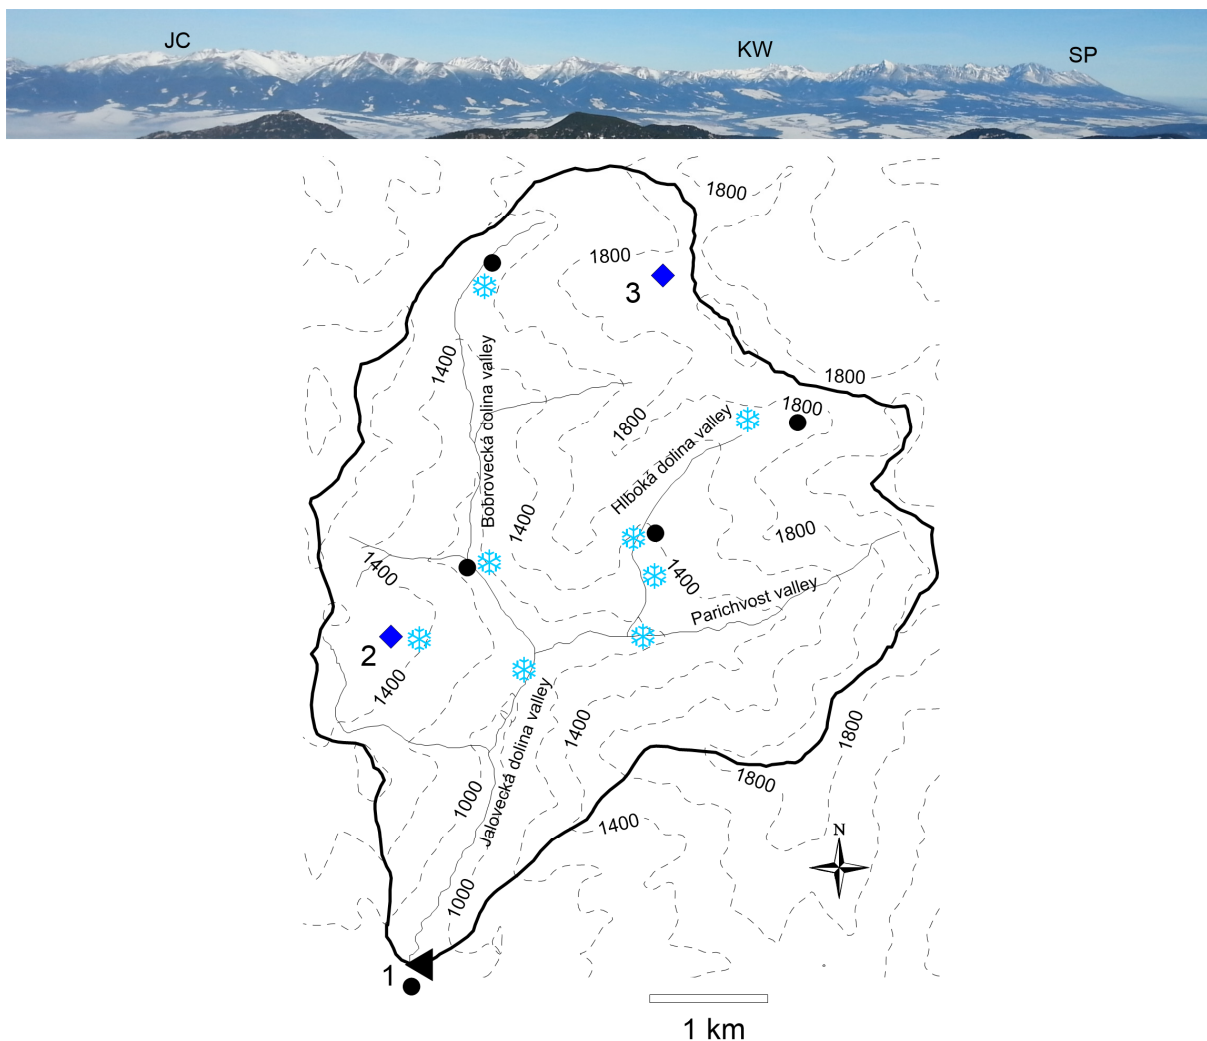 JC
KW
SP
1800
1800
3
1400
Bobrovecká dolina valley
1800
1800
1800
Hlboká dolina valley
1400
1800
1400
1400
Parichvost valley
2
1400
Jalovecká dolina valley
1400
1800
1800
1000
1400
N
1000
1
1 km